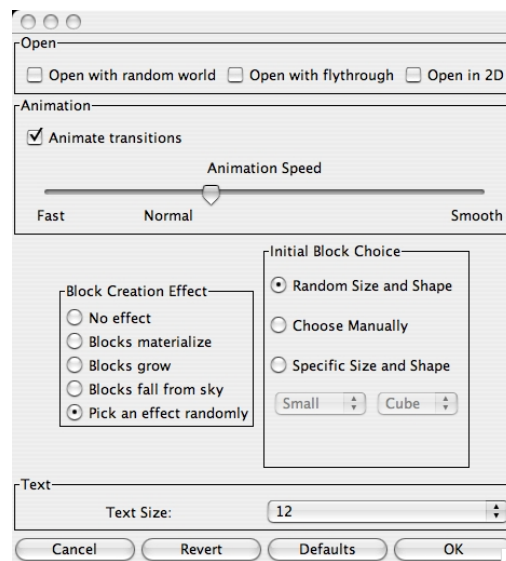 Open
Open with random world Open with flythrough Open in 2D
Animation
Animate transitions
Animation Speed
Fast Normal Smooth
Block Creation Effect
No effect
Blocks materialize
Blocks grow
Blocks fall from sky
Pick an effect randomly
Initial Block Choice
Random Size and Shape
Choose Manually
Specific Size and Shape
Small Cube
Text
Text Size: 12
Cancel Revert Defaults OK